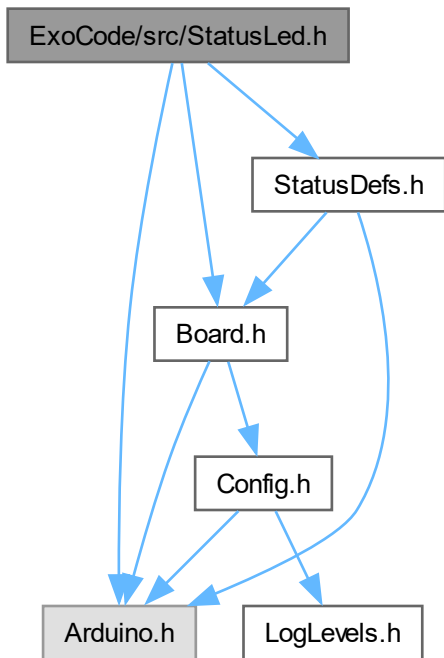 ExoCode/src/StatusLed.h
StatusDefs.h
Board.h
Config.h
Arduino.h
LogLevels.h